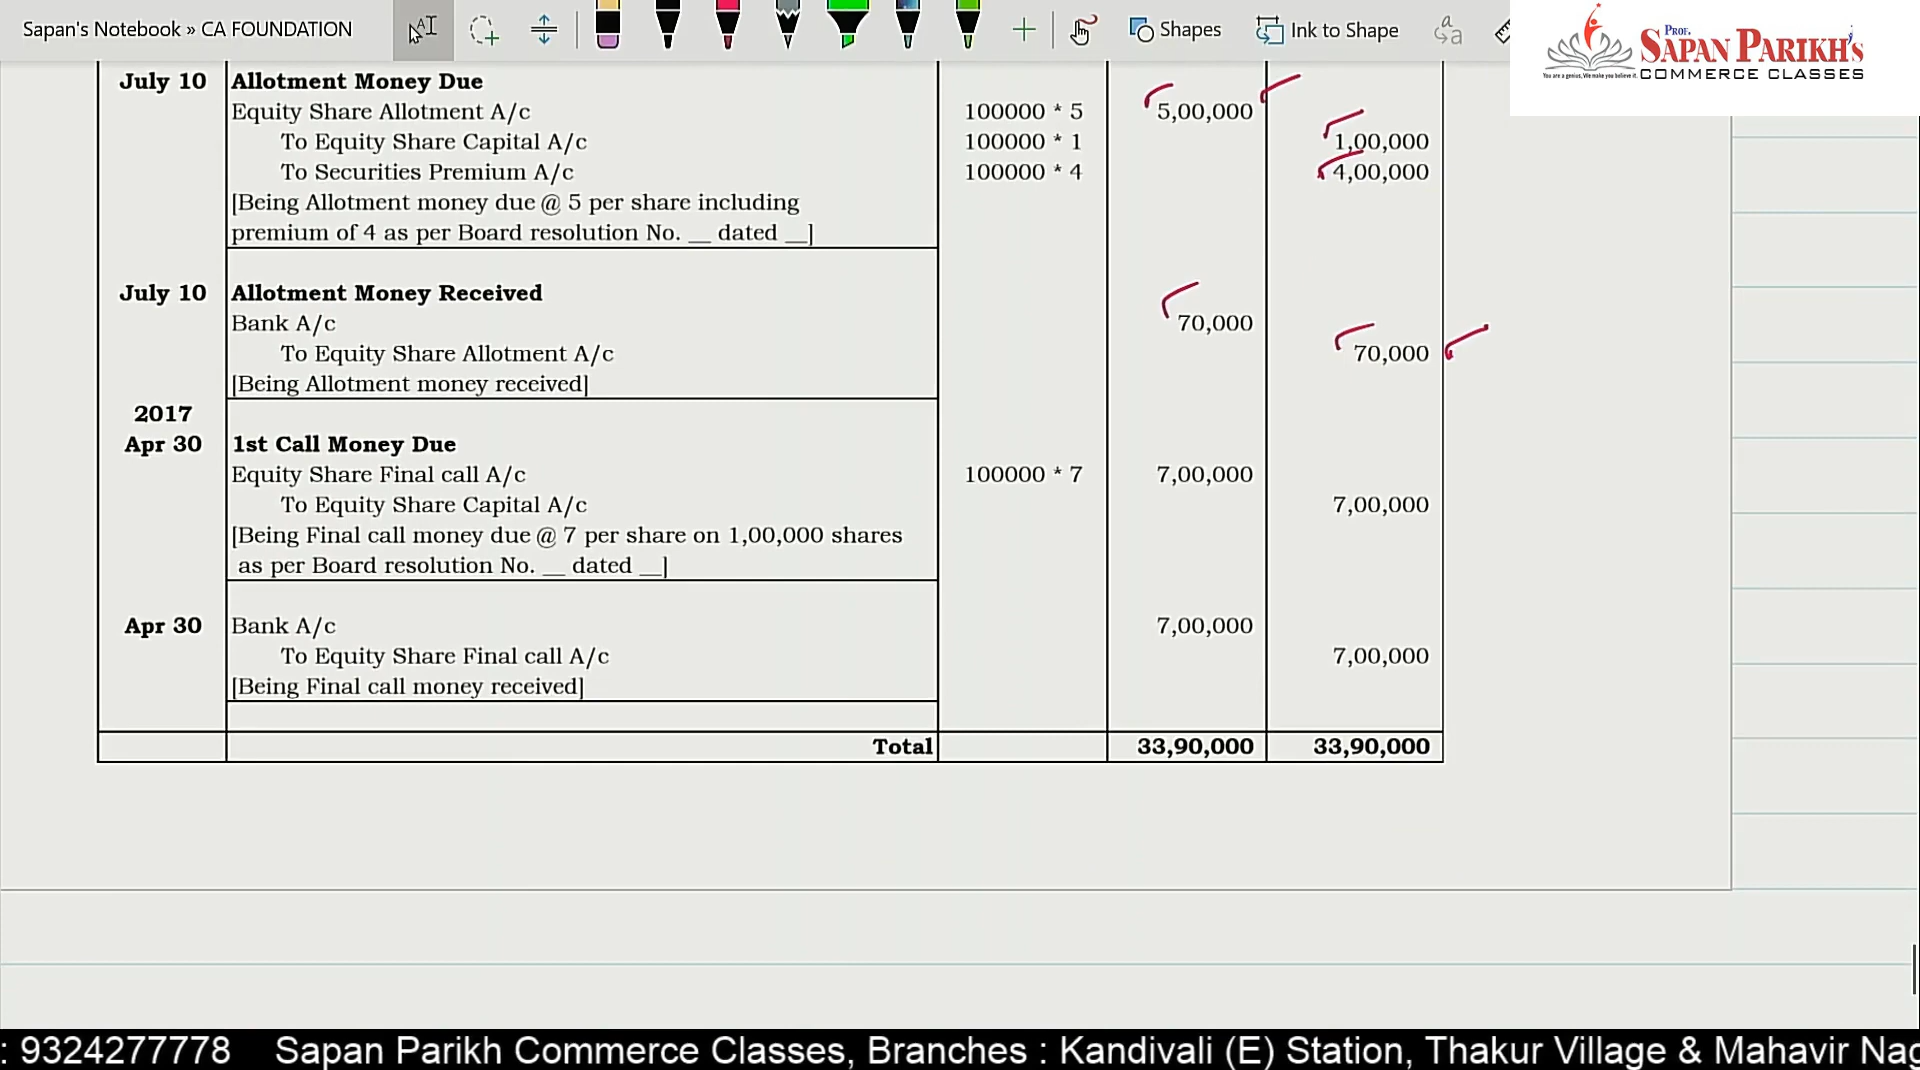 Sapan's Notebook » CA FOUNDATION
Shapes
Ink to Shape
PROF.
SAPAN PARIKH'S
You are a genius, We make you believe it.
COMMERCE CLASSES
July 10 Allotment Money Due
Equity Share Allotment A/c 100000 * 5 5,00,000
To Equity Share Capital A/c 100000 * 1 1,00,000
To Securities Premium A/c 100000 * 4 4,00,000
[Being Allotment money due @ 5 per share including
premium of 4 as per Board resolution No. __ dated __]
July 10 Allotment Money Received
Bank A/c 70,000
To Equity Share Allotment A/c 70,000
[Being Allotment money received]
2017
Apr 30 1st Call Money Due
Equity Share Final call A/c 100000 * 7 7,00,000
To Equity Share Capital A/c 7,00,000
[Being Final call money due @ 7 per share on 1,00,000 shares
as per Board resolution No. __ dated __]
Apr 30 Bank A/c 7,00,000
To Equity Share Final call A/c 7,00,000
[Being Final call money received]
Total 33,90,000 33,90,000
: 9324277778 Sapan Parikh Commerce Classes, Branches : Kandivali (E) Station, Thakur Village & Mahavir Nag